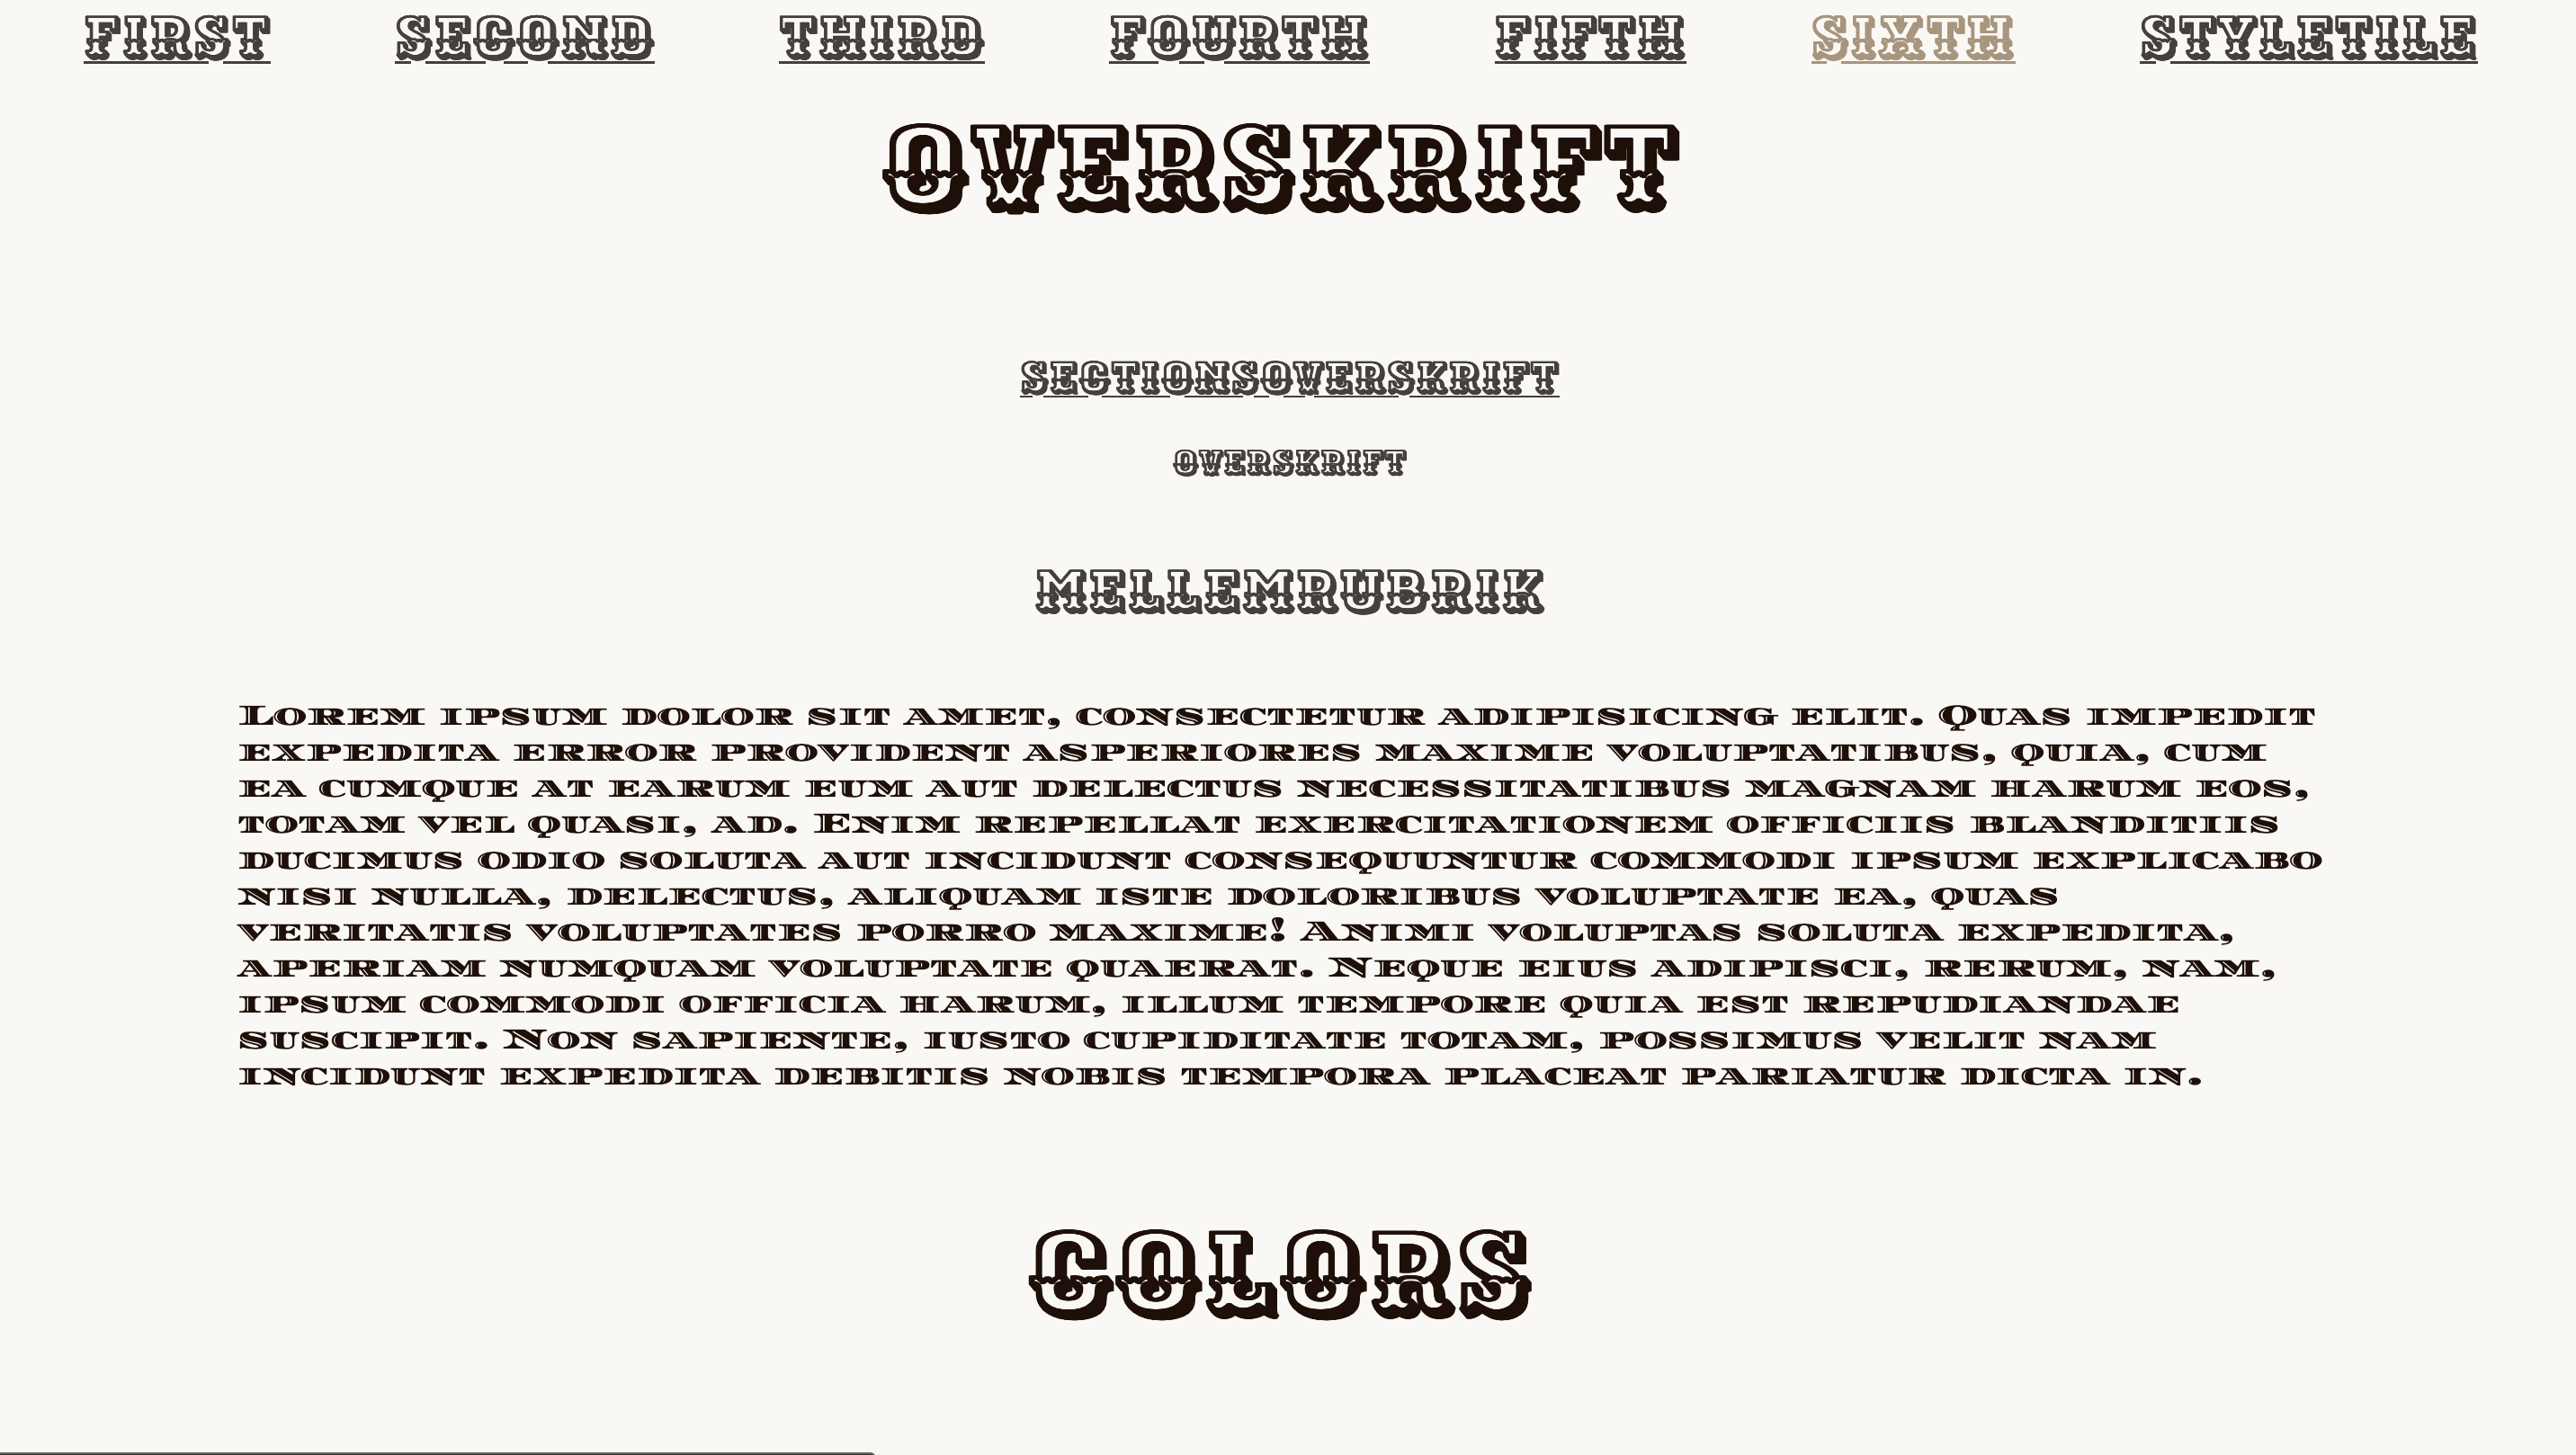 FIRST SECOND THIRD FOURTH FIFTH SIXTH STYLETILE
OVERSKRIFT
SECTIONSOVERSKRIFT
OVERSKRIFT
MELLEMRUBRIK
Lorem ipsum dolor sit amet, consectetur adipisicing elit. Quas impedit
expedita error provident asperiores maxime voluptatibus, quia, cum
ea cumque at earum eum aut delectus necessitatibus magnam harum eos,
totam vel quasi, ad. Enim repellat exercitationem officiis blanditiis
ducimus odio soluta aut incidunt consequuntur commodi ipsum explicabo
nisi nulla, delectus, aliquam iste doloribus voluptate ea, quas
veritatis voluptates porro maxime! Animi voluptas soluta expedita,
aperiam numquam voluptate quaerat. Neque eius adipisci, rerum, nam,
ipsum commodi officia harum, illum tempore quia est repudiandae
suscipit. Non sapiente, iusto cupiditate totam, possimus velit nam
incidunt expedita debitis nobis tempora placeat pariatur dicta in.
COLORS